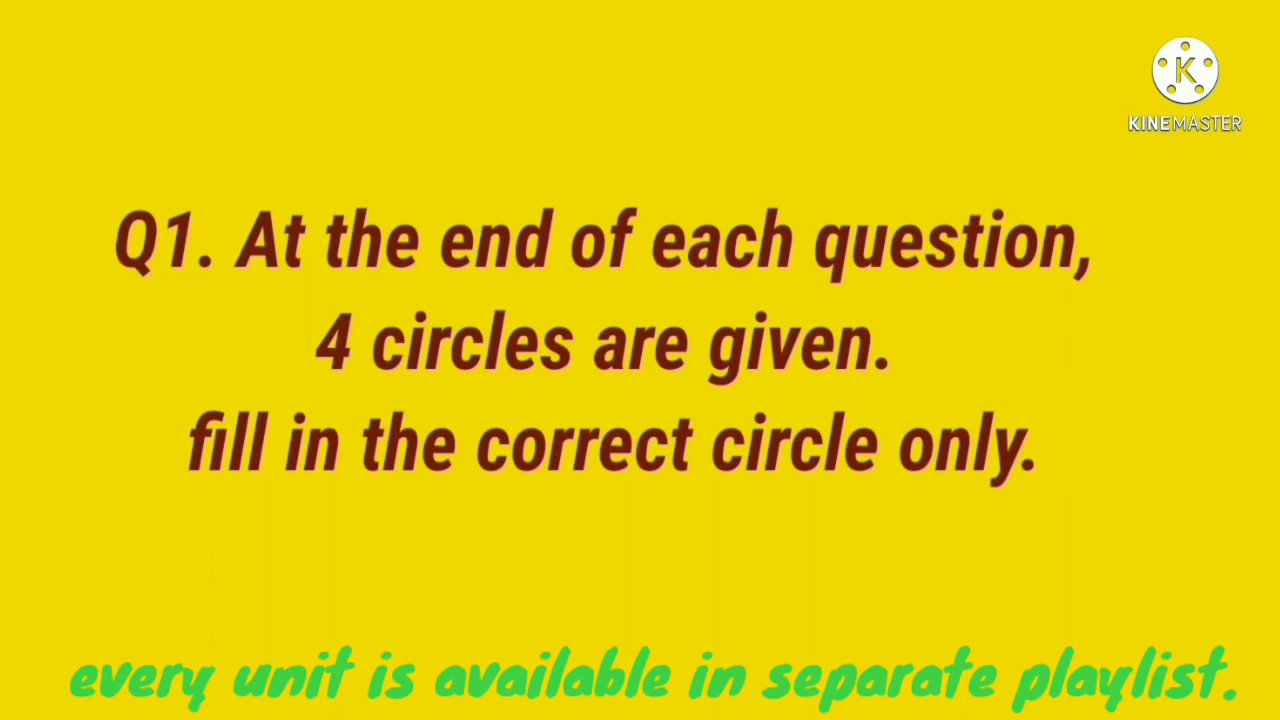 KINEMASTER
Q1. At the end of each question,
4 circles are given.
fill in the correct circle only.
every unit is available in separate playlist.